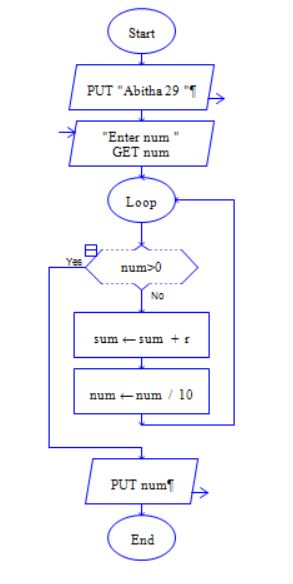 Start
PUT "Abitha 29 "¶
"Enter num "
GET num
Loop
Yes
num>0
No
sum ← sum + r
num ← num / 10
PUT num¶
End